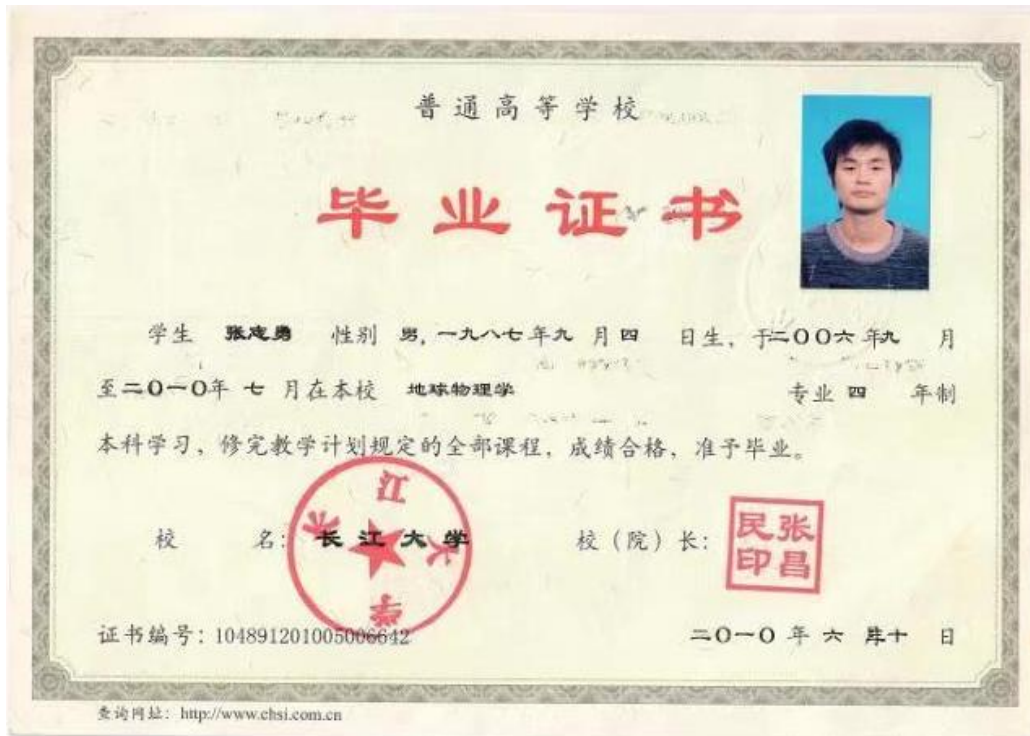 普通高等学校
毕业证书
学生 张志勇 性别 男, 一九八七年九 月四 日生, 于二〇〇六年九 月
至二〇一〇年 七 月在本校 地球物理学 专业 四 年制
本科学习, 修完教学计划规定的全部课程, 成绩合格, 准予毕业。
校 名: 长江大学 校（院）长: 张昌民印
长江大学
证书编号: 104891201005006642
二〇一〇 年 六 月 十 日
查询网址: http://www.chsi.com.cn